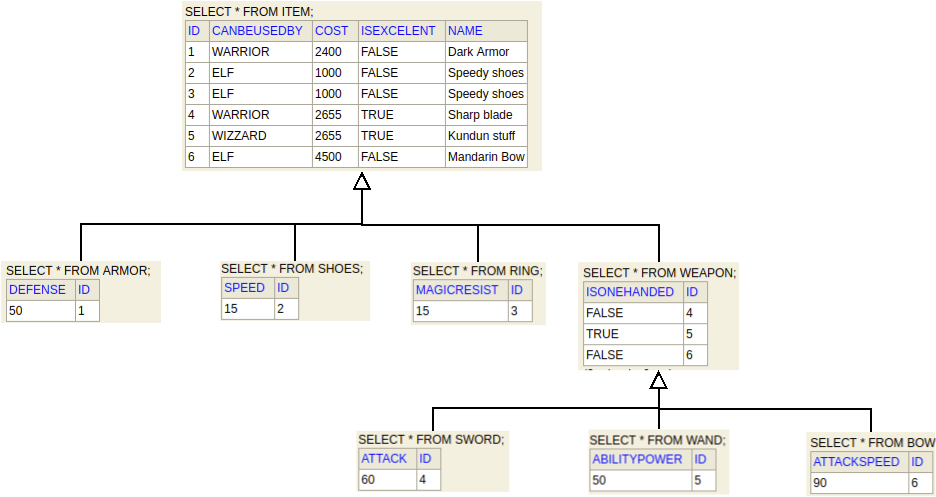 SELECT * FROM ITEM;
ID CANBEUSEDBY COST ISEXCELENT NAME
1 WARRIOR 2400 FALSE Dark Armor
2 ELF 1000 FALSE Speedy shoes
3 ELF 1000 FALSE Speedy shoes
4 WARRIOR 2655 TRUE Sharp blade
5 WIZZARD 2655 TRUE Kundun stuff
6 ELF 4500 FALSE Mandarin Bow
SELECT * FROM ARMOR;
DEFENSE ID
50 1
SELECT * FROM SHOES;
SPEED ID
15 2
SELECT * FROM RING;
MAGICRESIST ID
15 3
SELECT * FROM WEAPON;
ISONEHANDED ID
FALSE 4
TRUE 5
FALSE 6
SELECT * FROM SWORD;
ATTACK ID
60 4
SELECT * FROM WAND;
ABILITYPOWER ID
50 5
SELECT * FROM BOW
ATTACKSPEED ID
90 6